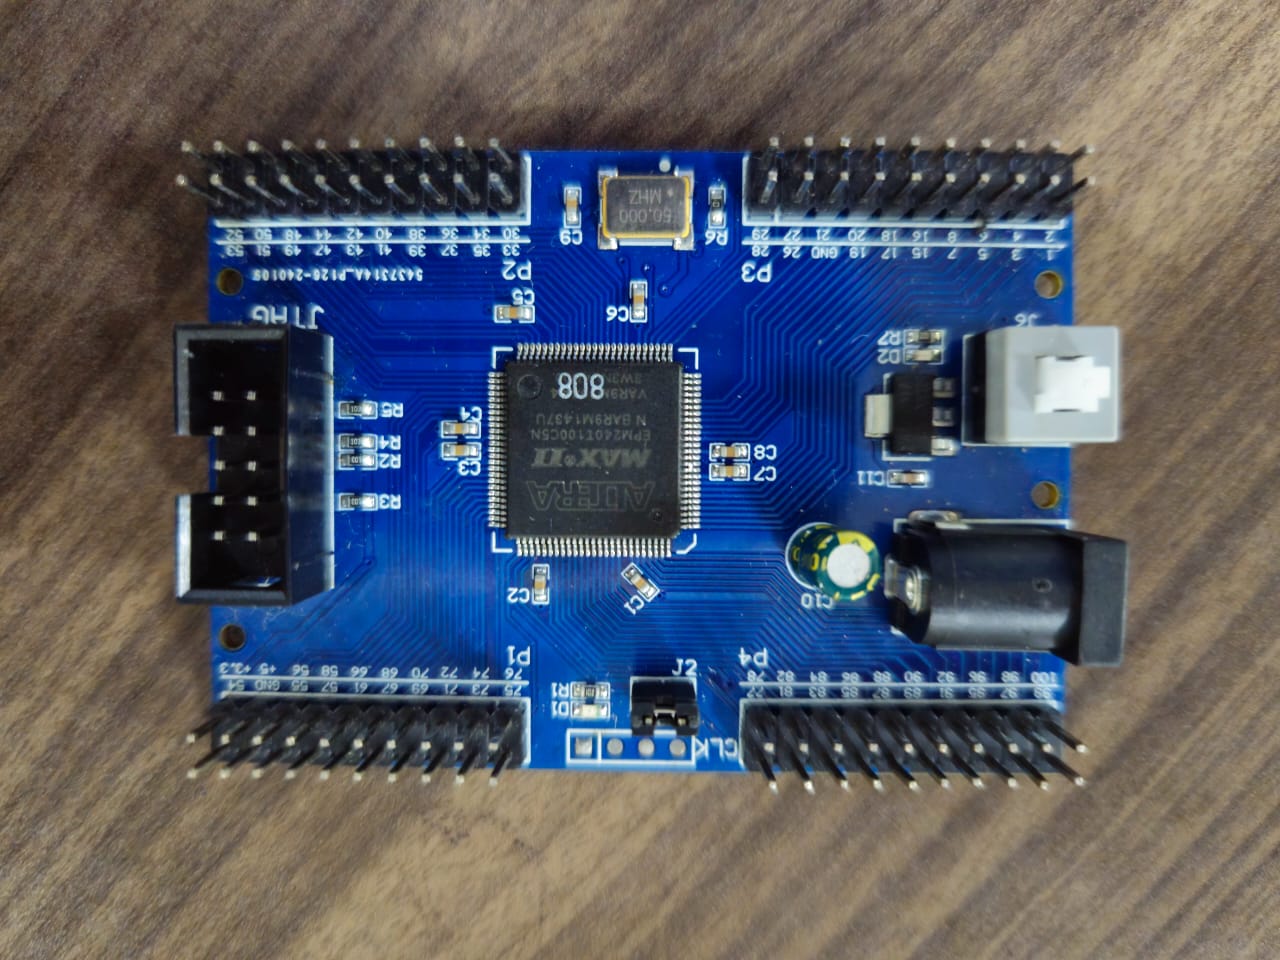 50.000
MHZ
C9
R6
52 50 48 44 42 40 38 36 34 30
53 51 49 47 43 41 39 37 35 33
29 27 21 20 18 16 8 6 4 2
28 26 GND 19 17 15 7 5 3 1
P2
P3
5437314A_P126-240109
JTAG
C5
C6
J6
R7
D2
808
N BAR9M1437U
EPM240T100C5N
MAX II
ALTERA
R5
R4
R2
R3
C4
C3
C8
C7
C11
C10
C2
C1
P1
P4
+3.3 +5 56 58 66 68 70 72 74 76
54 GND 55 57 61 67 69 71 73 75
78 82 84 86 88 90 92 96 98 100
77 81 83 85 87 89 91 95 97 99
R1
D1
J2
CLK